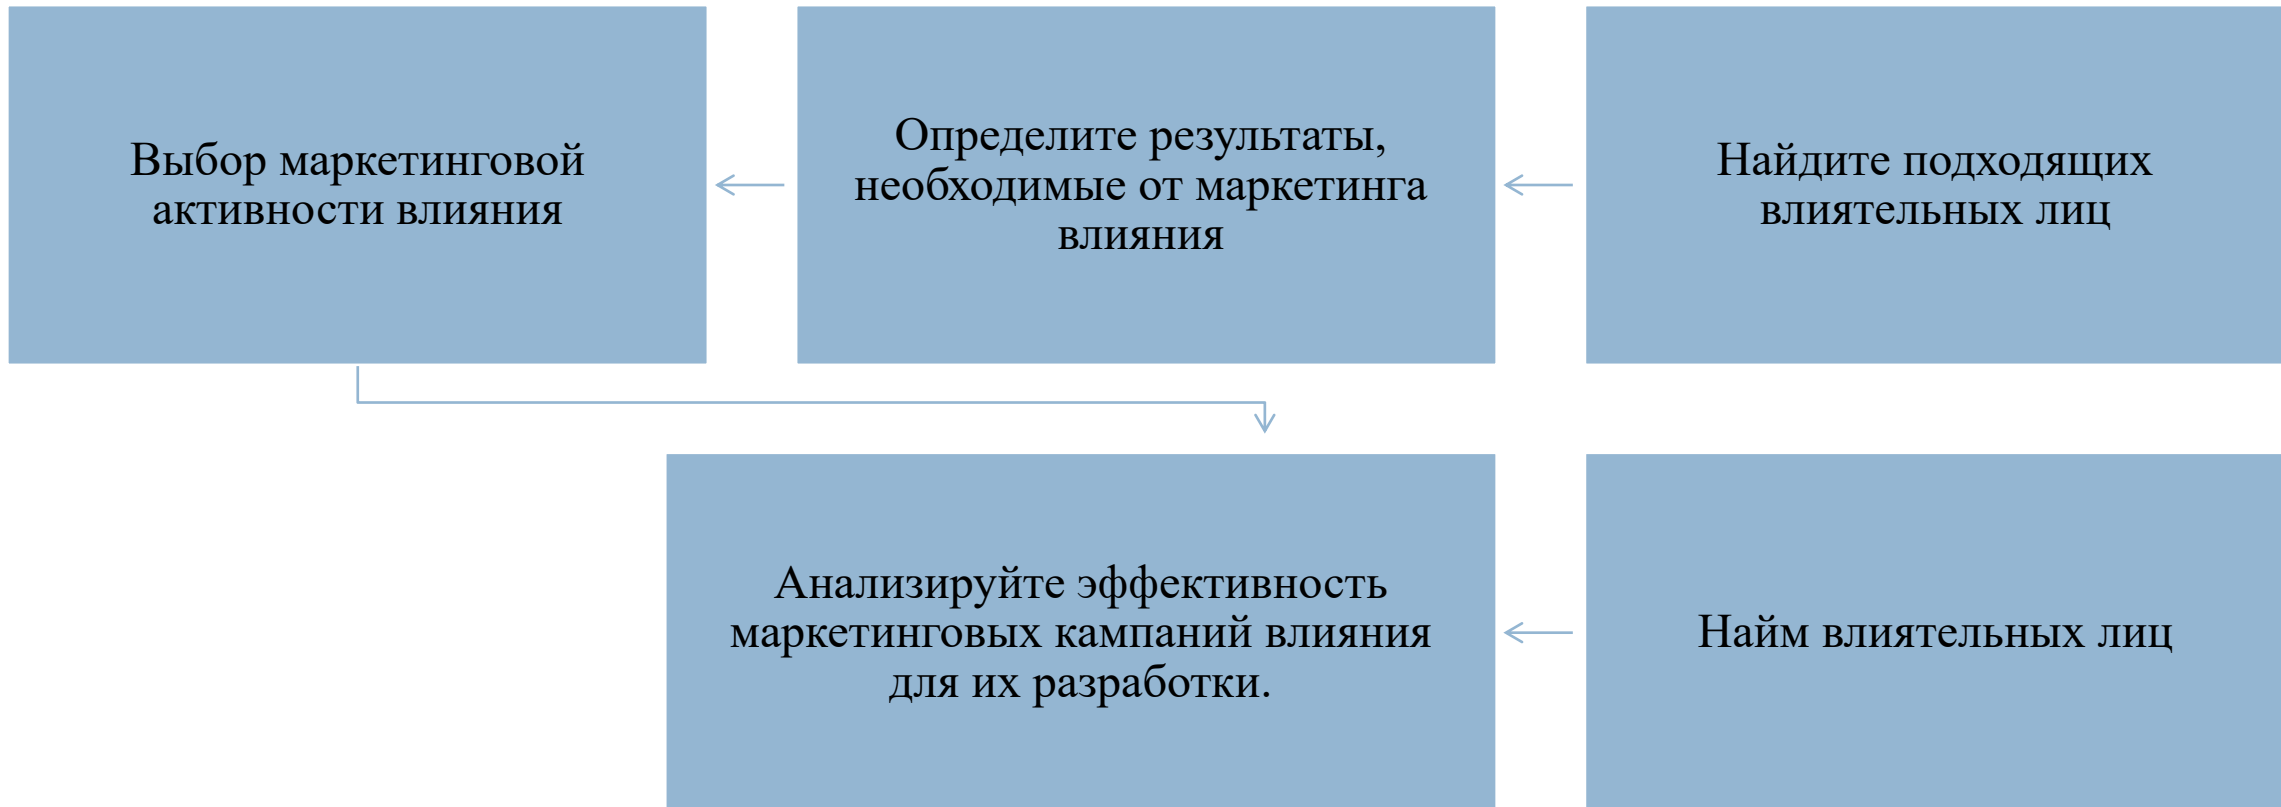 Выбор маркетинговой
активности влияния
Определите результаты,
необходимые от маркетинга
влияния
Найдите подходящих
влиятельных лиц
Анализируйте эффективность
маркетинговых кампаний влияния
для их разработки.
Найм влиятельных лиц